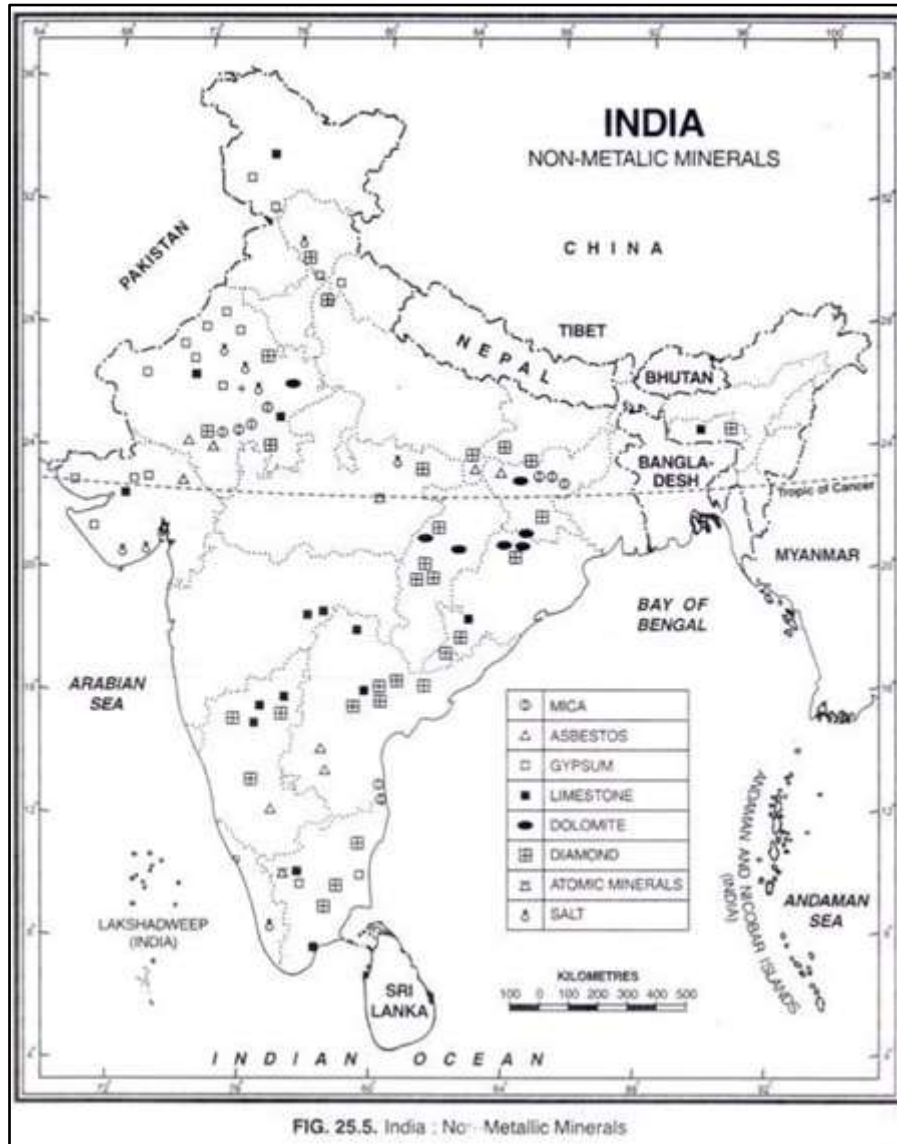 INDIA
NON-METALIC MINERALS
PAKISTAN
CHINA
TIBET
NEPAL
BHUTAN
BANGLA-
DESH
Tropic of Cancer
MYANMAR
BAY OF
BENGAL
ARABIAN
SEA
MICA
ASBESTOS
GYPSUM
LIMESTONE
DOLOMITE
DIAMOND
ATOMIC MINERALS
SALT
LAKSHADWEEP
(INDIA)
ANDAMAN AND NICOBAR ISLANDS
(INDIA)
ANDAMAN
SEA
SRI
LANKA
KILOMETRES
100 0 100 200 300 400 500
INDIAN OCEAN
FIG. 25.5. India : No--Metallic Minerals